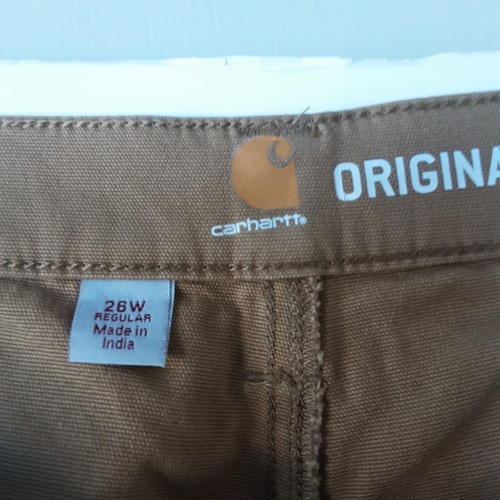 carhartt®
ORIGINA
26W
REGULAR
Made in
India